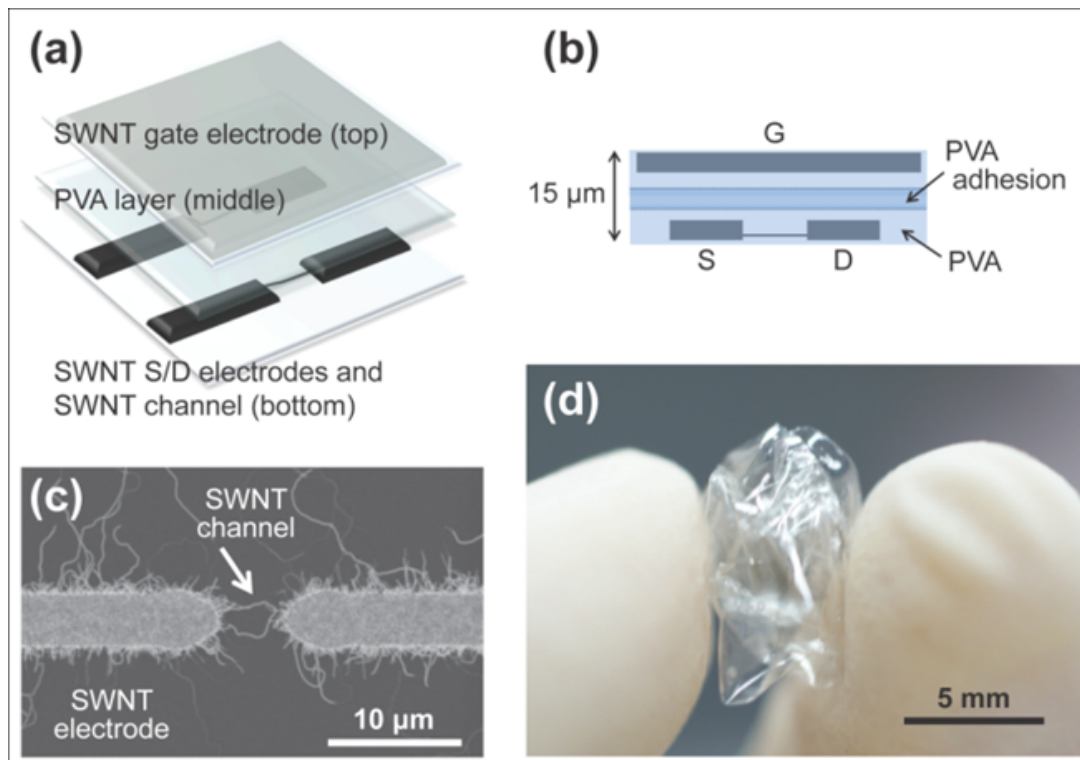 (a)
SWNT gate electrode (top)
PVA layer (middle)
SWNT S/D electrodes and
SWNT channel (bottom)
(b)
G
15 µm
S
D
PVA
adhesion
PVA
(c)
SWNT
channel
SWNT
electrode
10 µm
(d)
5 mm